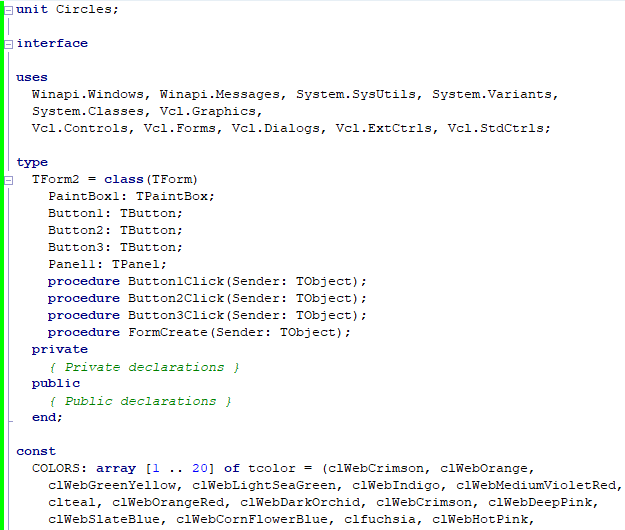 unit Circles;
interface
uses
Winapi.Windows, Winapi.Messages, System.SysUtils, System.Variants,
System.Classes, Vcl.Graphics,
Vcl.Controls, Vcl.Forms, Vcl.Dialogs, Vcl.ExtCtrls, Vcl.StdCtrls;
type
TForm2 = class(TForm)
PaintBox1: TPaintBox;
Button1: TButton;
Button2: TButton;
Button3: TButton;
Panel1: TPanel;
procedure Button1Click(Sender: TObject);
procedure Button2Click(Sender: TObject);
procedure Button3Click(Sender: TObject);
procedure FormCreate(Sender: TObject);
private
{ Private declarations }
public
{ Public declarations }
end;
const
COLORS: array [1 .. 20] of tcolor = (clWebCrimson, clWebOrange,
clWebGreenYellow, clWebLightSeaGreen, clWebIndigo, clWebMediumVioletRed,
clteal, clWebOrangeRed, clWebDarkOrchid, clWebCrimson, clWebDeepPink,
clWebSlateBlue, clWebCornFlowerBlue, clfuchsia, clWebHotPink,